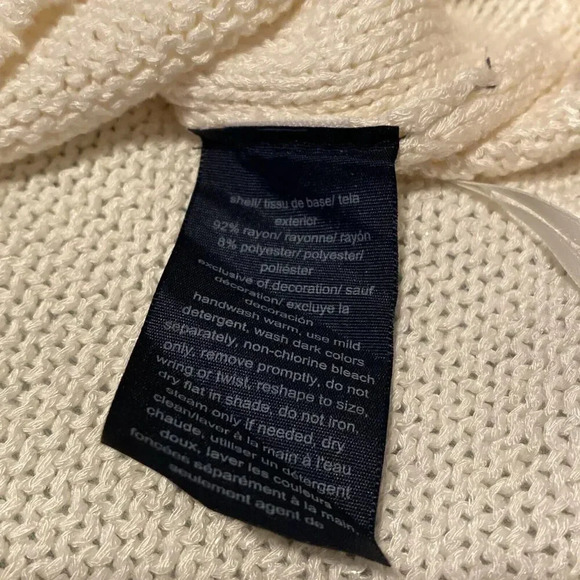 shell/ tissu de base/ tela
exterior
92% rayon/ rayonne/ rayón
8% polyester/ polyester/
poliéster
exclusive of decoration/ sauf
décoration/ excluye la
decoración
handwash warm, use mild
detergent, wash dark colors
separately, non-chlorine bleach
only, remove promptly, do not
wring or twist, reshape to size,
dry flat in shade, do not iron,
steam only if needed, dry
clean/laver à la main à l'eau
chaude, utiliser un détergent
doux, laver les couleurs
foncées séparément à la main,
seulement agent de